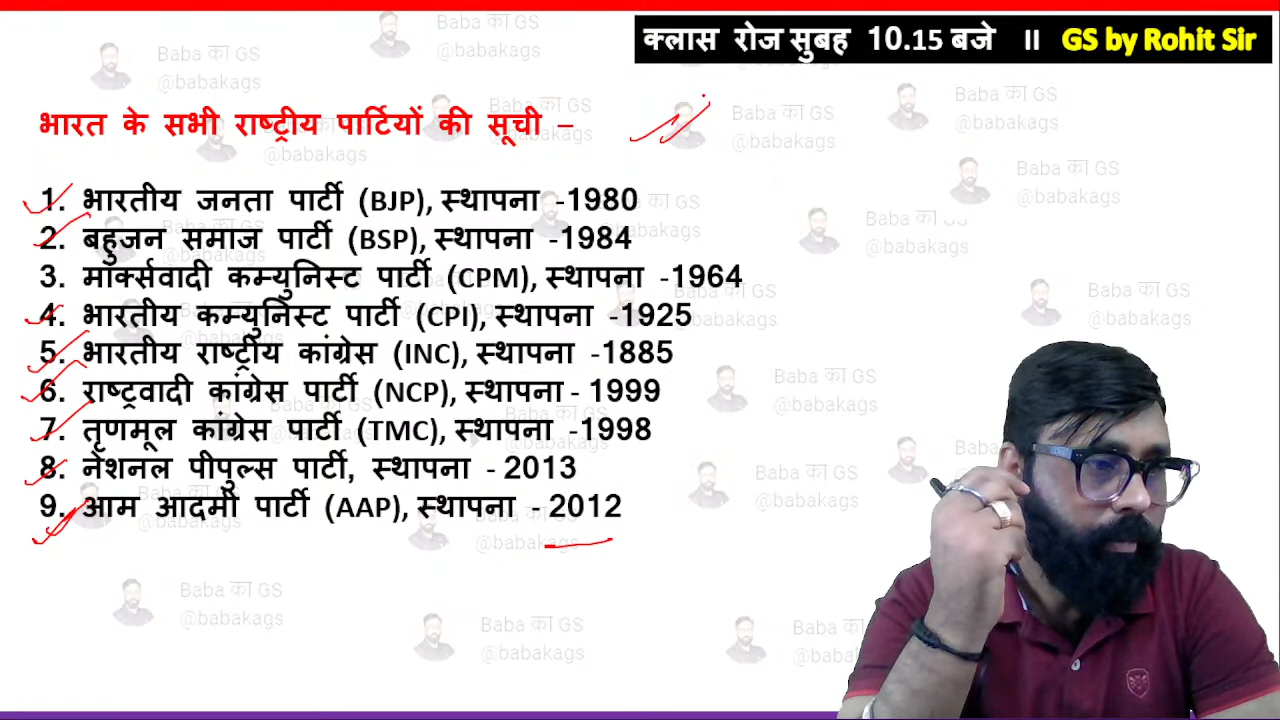 क्लास रोज सुबह 10.15 बजे ॥ GS by Rohit Sir
भारत के सभी राष्ट्रीय पार्टियों की सूची –
1. भारतीय जनता पार्टी (BJP), स्थापना -1980
2. बहुजन समाज पार्टी (BSP), स्थापना -1984
3. मार्क्सवादी कम्युनिस्ट पार्टी (CPM), स्थापना -1964
4. भारतीय कम्युनिस्ट पार्टी (CPI), स्थापना -1925
5. भारतीय राष्ट्रीय कांग्रेस (INC), स्थापना -1885
6. राष्ट्रवादी कांग्रेस पार्टी (NCP), स्थापना - 1999
7. तृणमूल कांग्रेस पार्टी (TMC), स्थापना -1998
8. नेशनल पीपुल्स पार्टी, स्थापना - 2013
9. आम आदमी पार्टी (AAP), स्थापना - 2012
Baba का GS
@babakags